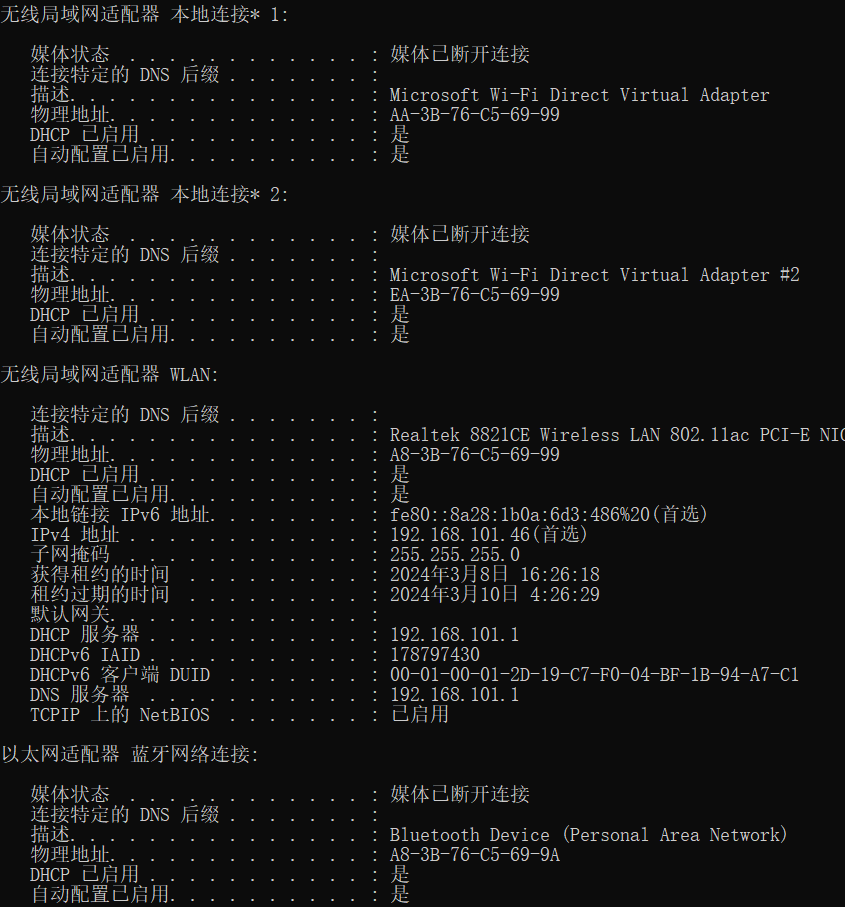 无线局域网适配器 本地连接* 1:
媒体状态 . . . . . . . . . . . . : 媒体已断开连接
连接特定的 DNS 后缀 . . . . . . . :
描述. . . . . . . . . . . . . . . : Microsoft Wi-Fi Direct Virtual Adapter
物理地址. . . . . . . . . . . . . : AA-3B-76-C5-69-99
DHCP 已启用 . . . . . . . . . . . : 是
自动配置已启用. . . . . . . . . . : 是
无线局域网适配器 本地连接* 2:
媒体状态 . . . . . . . . . . . . : 媒体已断开连接
连接特定的 DNS 后缀 . . . . . . . :
描述. . . . . . . . . . . . . . . : Microsoft Wi-Fi Direct Virtual Adapter #2
物理地址. . . . . . . . . . . . . : EA-3B-76-C5-69-99
DHCP 已启用 . . . . . . . . . . . : 是
自动配置已启用. . . . . . . . . . : 是
无线局域网适配器 WLAN:
连接特定的 DNS 后缀 . . . . . . . :
描述. . . . . . . . . . . . . . . : Realtek 8821CE Wireless LAN 802.11ac PCI-E NIC
物理地址. . . . . . . . . . . . . : A8-3B-76-C5-69-99
DHCP 已启用 . . . . . . . . . . . : 是
自动配置已启用. . . . . . . . . . : 是
本地链接 IPv6 地址. . . . . . . . : fe80::8a28:1b0a:6d3:486%20(首选)
IPv4 地址 . . . . . . . . . . . . : 192.168.101.46(首选)
子网掩码 . . . . . . . . . . . . : 255.255.255.0
获得租约的时间 . . . . . . . . . : 2024年3月8日 16:26:18
租约过期的时间 . . . . . . . . . : 2024年3月10日 4:26:29
默认网关. . . . . . . . . . . . . :
DHCP 服务器 . . . . . . . . . . . : 192.168.101.1
DHCPv6 IAID . . . . . . . . . . . : 178797430
DHCPv6 客户端 DUID . . . . . . . : 00-01-00-01-2D-19-C7-F0-04-BF-1B-94-A7-C1
DNS 服务器 . . . . . . . . . . . : 192.168.101.1
TCPIP 上的 NetBIOS . . . . . . . : 已启用
以太网适配器 蓝牙网络连接:
媒体状态 . . . . . . . . . . . . : 媒体已断开连接
连接特定的 DNS 后缀 . . . . . . . :
描述. . . . . . . . . . . . . . . : Bluetooth Device (Personal Area Network)
物理地址. . . . . . . . . . . . . : A8-3B-76-C5-69-9A
DHCP 已启用 . . . . . . . . . . . : 是
自动配置已启用. . . . . . . . . . : 是